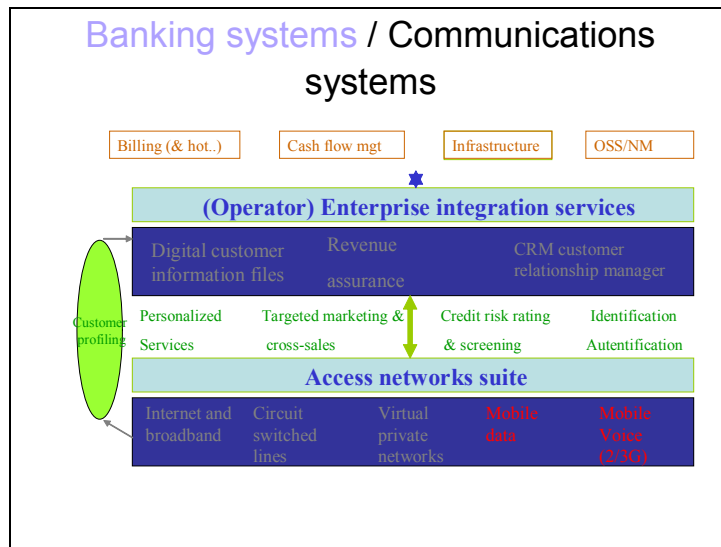 Banking systems / Communications
systems
Billing (& hot..)
Cash flow mgt
Infrastructure
OSS/NM
(Operator) Enterprise integration services
Digital customer
information files
Revenue
assurance
CRM customer
relationship manager
Customer
profiling
Personalized
Services
Targeted marketing &
cross-sales
Credit risk rating
& screening
Identification
Autentification
Access networks suite
Internet and
broadband
Circuit
switched
lines
Virtual
private
networks
Mobile
data
Mobile
Voice
(2/3G)